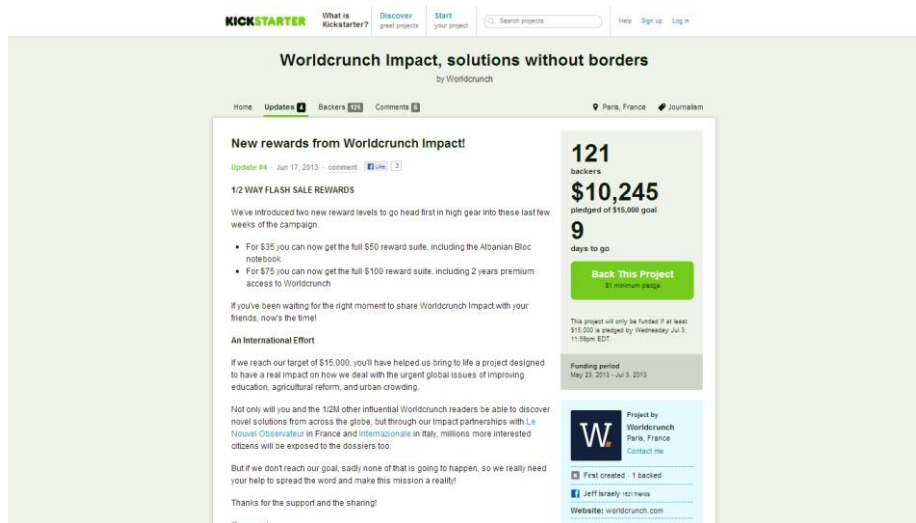 KICKSTARTER
What is
Kickstarter?
Discover
great projects
Start
your project
Search projects
Help Sign up Log in
Worldcrunch Impact, solutions without borders
by Worldcrunch
Home Updates 4 Backers 121 Comments 6
Paris, France Journalism
New rewards from Worldcrunch Impact!
Update #4 · Jun 17, 2013 · comment Like 3
1/2 WAY FLASH SALE REWARDS
We've introduced two new reward levels to go head first in high gear into these last few
weeks of the campaign.
• For $35 you can now get the full $50 reward suite, including the Albanian Bloc
notebook
• For $75 you can now get the full $100 reward suite, including 2 years premium
access to Worldcrunch
If you've been waiting for the right moment to share Worldcrunch Impact with your
friends, now's the time!
An International Effort
If we reach our target of $15,000, you'll have helped us bring to life a project designed
to have a real impact on how we deal with the urgent global issues of improving
education, agricultural reform, and urban crowding.
Not only will you and the 1/2M other influential Worldcrunch readers be able to discover
novel solutions from across the globe, but through our Impact partnerships with Le
Nouvel Observateur in France and Internazionale in Italy, millions more interested
citizens will be exposed to the dossiers too.
But if we don't reach our goal, sadly none of that is going to happen, so we really need
your help to spread the word and make this mission a reality!
Thanks for the support and the sharing!
121
backers
$10,245
pledged of $15,000 goal
9
days to go
Back This Project
$1 minimum pledge
This project will only be funded if at least
$15,000 is pledged by Wednesday Jul 3,
11:59pm EDT.
Funding period
May 23, 2013 - Jul 3, 2013
W.
Project by
Worldcrunch
Paris, France
Contact me
First created · 1 backed
Jeff Israely 1521 friends
Website: worldcrunch.com